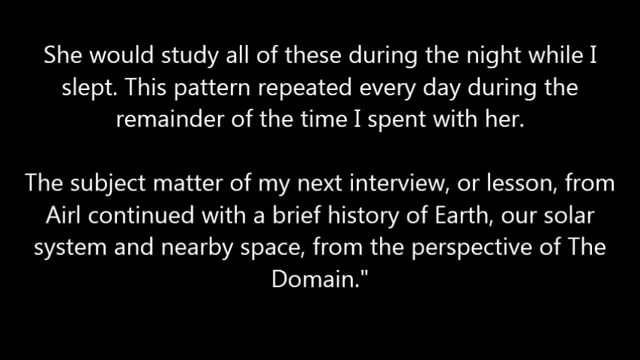 She would study all of these during the night while I
slept. This pattern repeated every day during the
remainder of the time I spent with her.
The subject matter of my next interview, or lesson, from
Airl continued with a brief history of Earth, our solar
system and nearby space, from the perspective of The
Domain."